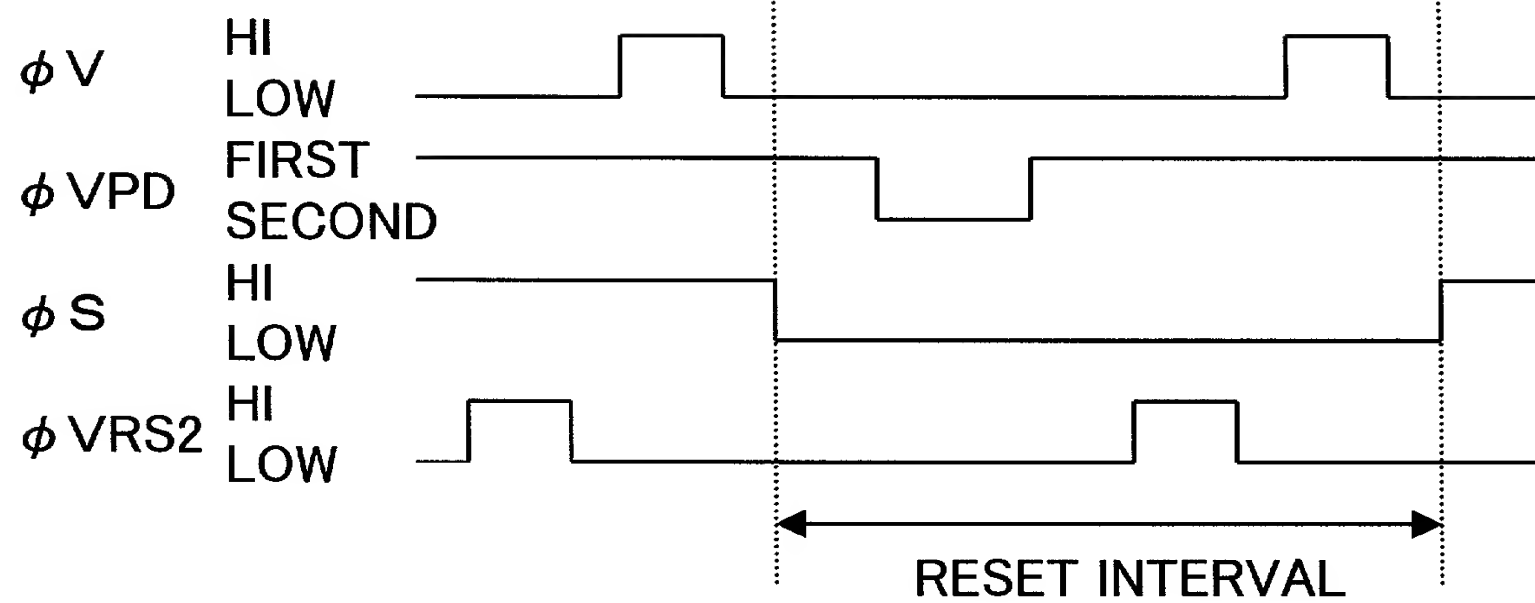 φV HI
LOW
φVPD FIRST
SECOND
φS HI
LOW
φVRS2 HI
LOW
RESET INTERVAL